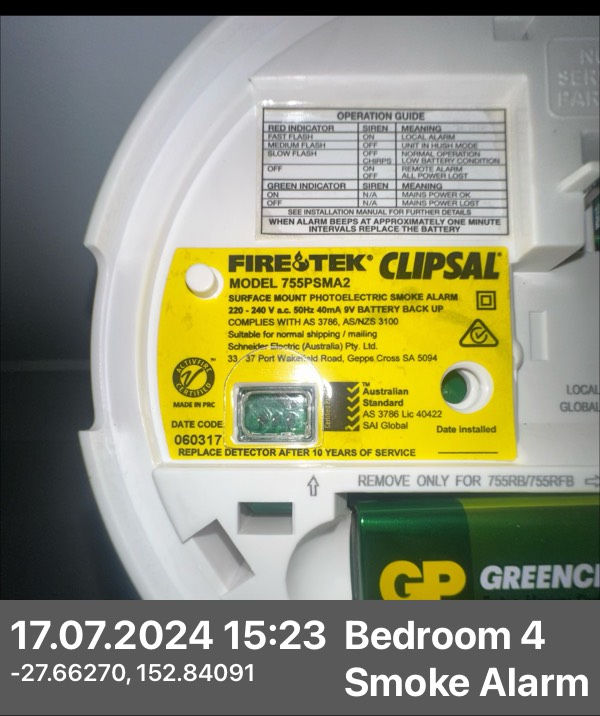 OPERATION GUIDE
RED INDICATOR SIREN MEANING
FAST FLASH ON LOCAL ALARM
MEDIUM FLASH OFF UNIT IN HUSH MODE
SLOW FLASH OFF NORMAL OPERATION
CHIRPS LOW BATTERY CONDITION
OFF ON REMOTE ALARM
OFF ALL POWER LOST
GREEN INDICATOR SIREN MEANING
ON N/A MAINS POWER OK
OFF N/A MAINS POWER LOST
SEE INSTALLATION MANUAL FOR FURTHER DETAILS
WHEN ALARM BEEPS AT APPROXIMATELY ONE MINUTE
INTERVALS REPLACE THE BATTERY
FIRETEK® CLIPSAL®
MODEL 755PSMA2
SURFACE MOUNT PHOTOELECTRIC SMOKE ALARM
220 - 240 V a.c. 50Hz 40mA 9V BATTERY BACK UP
COMPLIES WITH AS 3786, AS/NZS 3100
Suitable for normal shipping / mailing
Schneider Electric (Australia) Pty. Ltd.
33 - 37 Port Wakefield Road, Gepps Cross SA 5094
ACTIVFIRE CERTIFIED
MADE IN PRC
TM
Australian
Standard
AS 3786 Lic 40422
SAI Global
DATE CODE
060317
Date installed
REPLACE DETECTOR AFTER 10 YEARS OF SERVICE
LOCAL
GLOBAL
REMOVE ONLY FOR 755RB/755RFB
GP GREENC
17.07.2024 15:23
-27.66270, 152.84091
Bedroom 4
Smoke Alarm